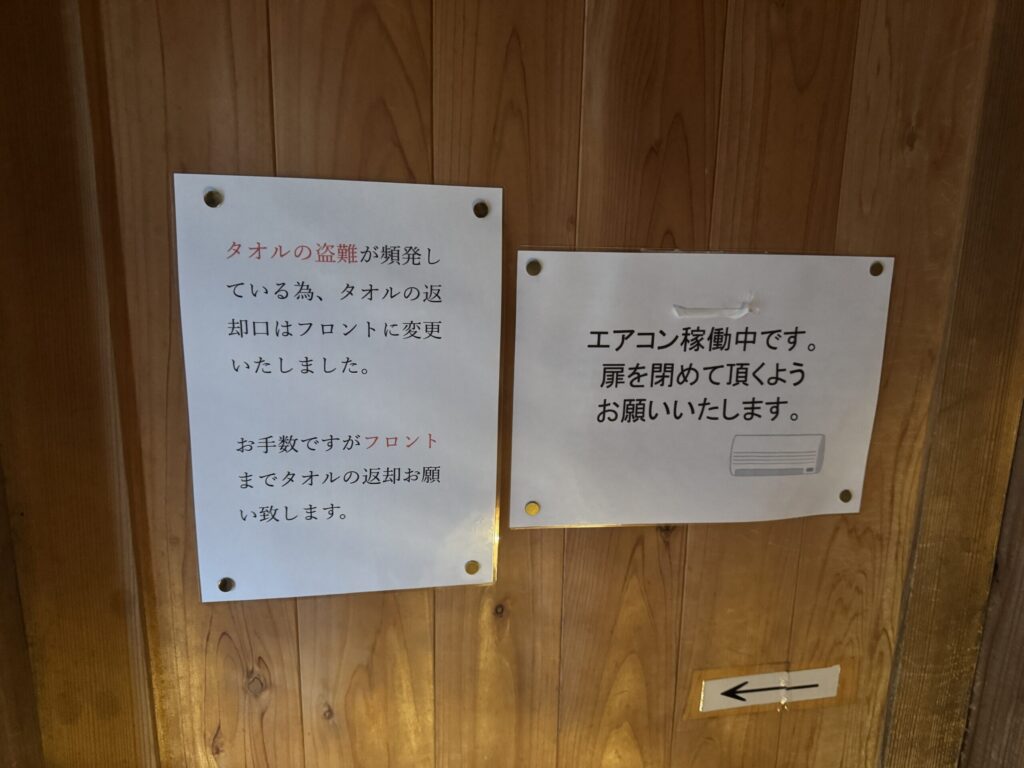 タオルの盗難が頻発し
ている為、タオルの返
却口はフロントに変更
いたしました。
お手数ですがフロント
までタオルの返却お願
い致します。
エアコン稼働中です。
扉を閉めて頂くよう
お願いいたします。